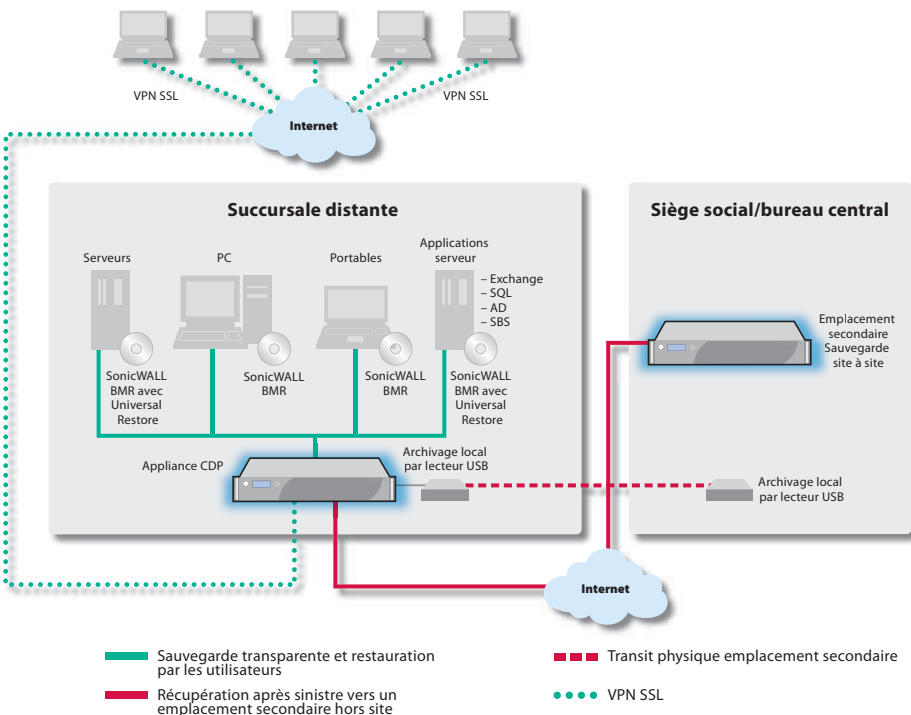 VPN SSL
VPN SSL
Internet
Succursale distante
Serveurs
PC
Portables
Applications
serveur
– Exchange
– SQL
– AD
– SBS
SonicWALL
BMR avec
Universal
Restore
SonicWALL
BMR
SonicWALL
BMR
SonicWALL
BMR avec
Universal
Restore
Appliance CDP
Archivage local
par lecteur USB
Siège social/bureau central
Emplacement
secondaire
Sauvegarde
site à site
Archivage local
par lecteur USB
Internet
Sauvegarde transparente et restauration
par les utilisateurs
Récupération après sinistre vers un
emplacement secondaire hors site
Transit physique emplacement secondaire
VPN SSL